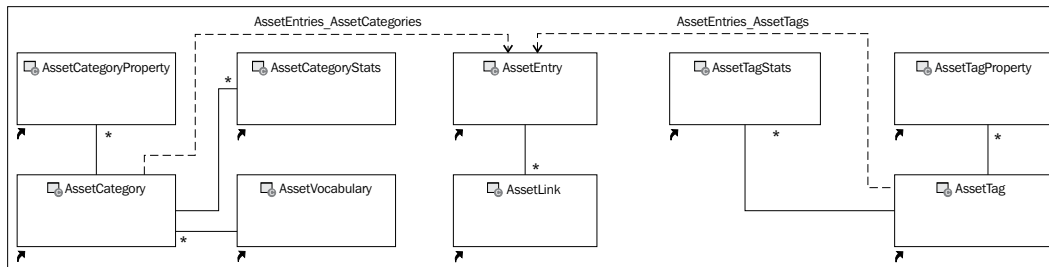 AssetEntries_AssetCategories
AssetEntries_AssetTags
AssetCategoryProperty
AssetCategoryStats
AssetEntry
AssetTagStats
AssetTagProperty
*
*
*
*
AssetCategory
AssetVocabulary
*
AssetLink
AssetTag
*